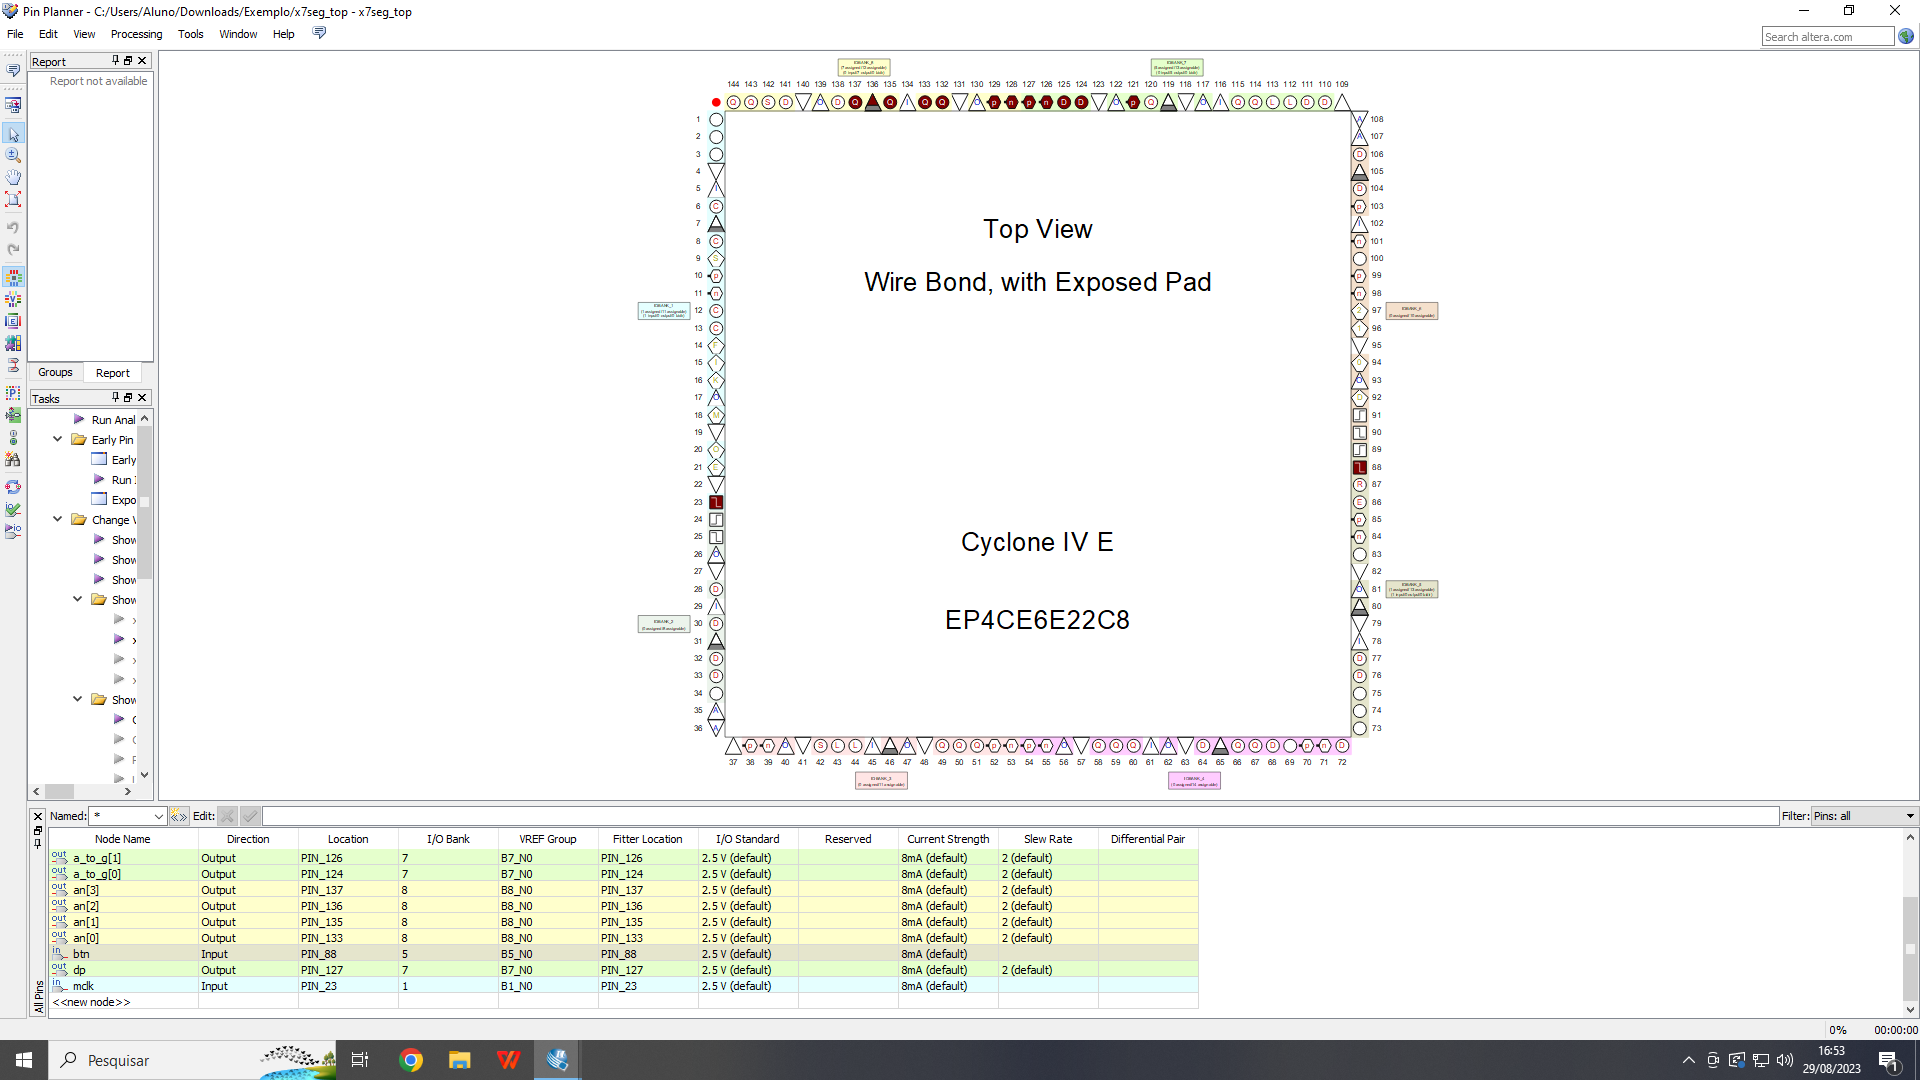 Pin Planner - C:/Users/Aluno/Downloads/Exemplo/x7seg_top - x7seg_top
File Edit View Processing Tools Window Help
Search altera.com
Report
Report not available
Groups Report
Tasks
Run Anal
Early Pin
Early
Run
Expo
Change
Show
Show
Show
Show
Show
144 143 142 141 140 139 138 137 136 135 134 133 132 131 130 129 128 127 126 125 124 123 122 121 120 119 118 117 116 115 114 113 112 111 110 109
1
2
3
4
5
6
7
8
9
10
11
12
13
14
15
16
17
18
19
20
21
22
23
24
25
26
27
28
29
30
31
32
33
34
35
36
Top View
Wire Bond, with Exposed Pad
Cyclone IV E
EP4CE6E22C8
108
107
106
105
104
103
102
101
100
99
98
97
96
95
94
93
92
91
90
89
88
87
86
85
84
83
82
81
80
79
78
77
76
75
74
73
37 38 39 40 41 42 43 44 45 46 47 48 49 50 51 52 53 54 55 56 57 58 59 60 61 62 63 64 65 66 67 68 69 70 71 72
Named: * Edit: Filter: Pins: all
Node Name Direction Location I/O Bank VREF Group Fitter Location I/O Standard Reserved Current Strength Slew Rate Differential Pair
out a_to_g[1] Output PIN_126 7 B7_N0 PIN_126 2.5 V (default) 8mA (default) 2 (default)
out a_to_g[0] Output PIN_124 7 B7_N0 PIN_124 2.5 V (default) 8mA (default) 2 (default)
out an[3] Output PIN_137 8 B8_N0 PIN_137 2.5 V (default) 8mA (default) 2 (default)
out an[2] Output PIN_136 8 B8_N0 PIN_136 2.5 V (default) 8mA (default) 2 (default)
out an[1] Output PIN_135 8 B8_N0 PIN_135 2.5 V (default) 8mA (default) 2 (default)
out an[0] Output PIN_133 8 B8_N0 PIN_133 2.5 V (default) 8mA (default) 2 (default)
in btn Input PIN_88 5 B5_N0 PIN_88 2.5 V (default) 8mA (default)
out dp Output PIN_127 7 B7_N0 PIN_127 2.5 V (default) 8mA (default) 2 (default)
in mclk Input PIN_23 1 B1_N0 PIN_23 2.5 V (default) 8mA (default)
<<new node>>
All Pins
0% 00:00:00
Pesquisar
16:53
29/08/2023
1